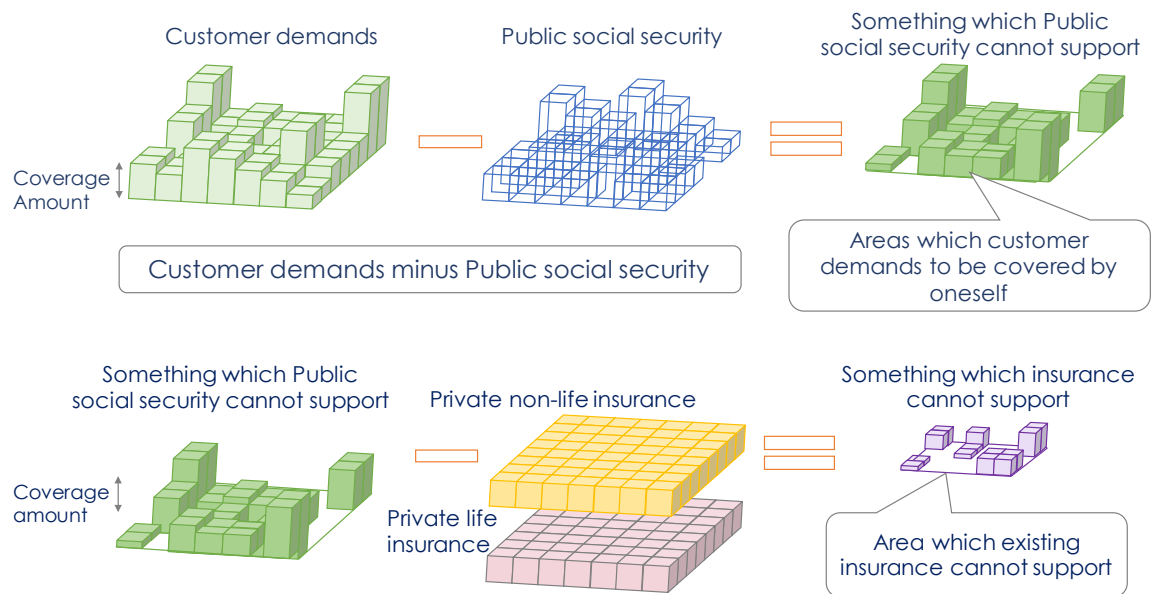 Customer demands
Public social security
Something which Public
social security cannot support
Coverage
Amount
Areas which customer
demands to be covered by
oneself
Customer demands minus Public social security
Something which Public
social security cannot support
Private non-life insurance
Something which insurance
cannot support
Coverage
amount
Private life
insurance
Area which existing
insurance cannot support